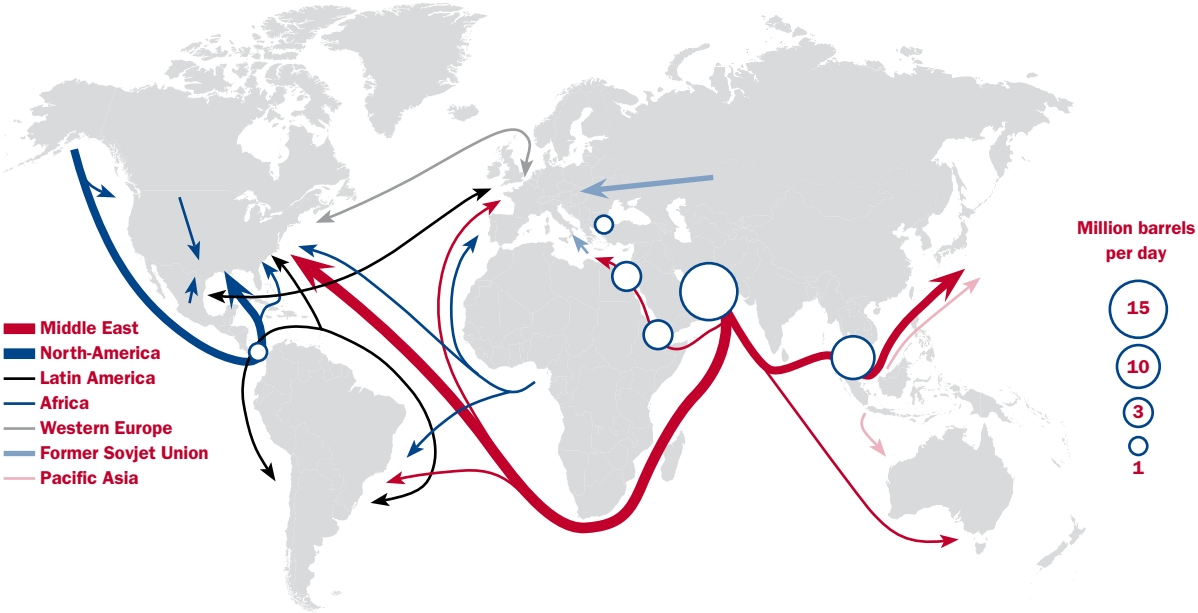 Million barrels
per day
15
10
3
1
Middle East
North-America
Latin America
Africa
Western Europe
Former Sovjet Union
Pacific Asia